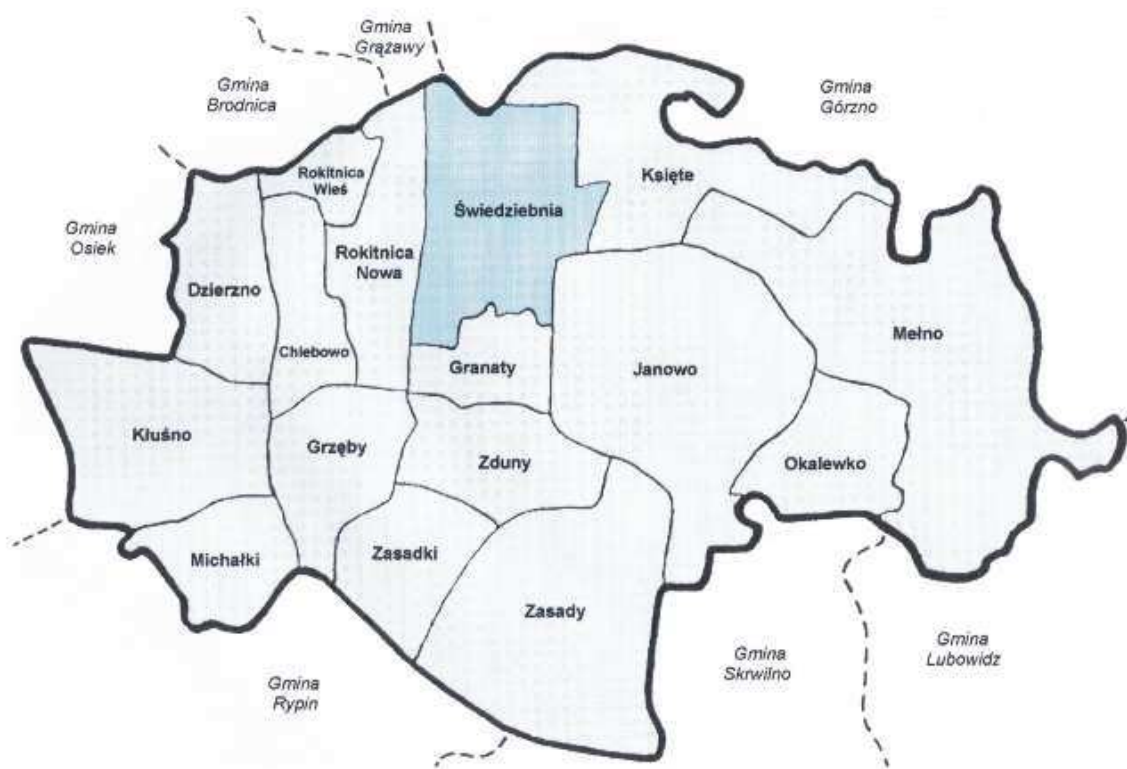 Gmina
Grążawy
Gmina
Brodnica
Gmina
Górzno
Rokitnica
Wieś
Księte
Świedziebnia
Gmina
Osiek
Rokitnica
Nowa
Dzierzno
Mełno
Chlebowo
Granaty
Janowo
Kłuśno
Grzęby
Zduny
Okalewko
Michałki
Zasadki
Zasady
Gmina
Skrwilno
Gmina
Lubowidz
Gmina
Rypin